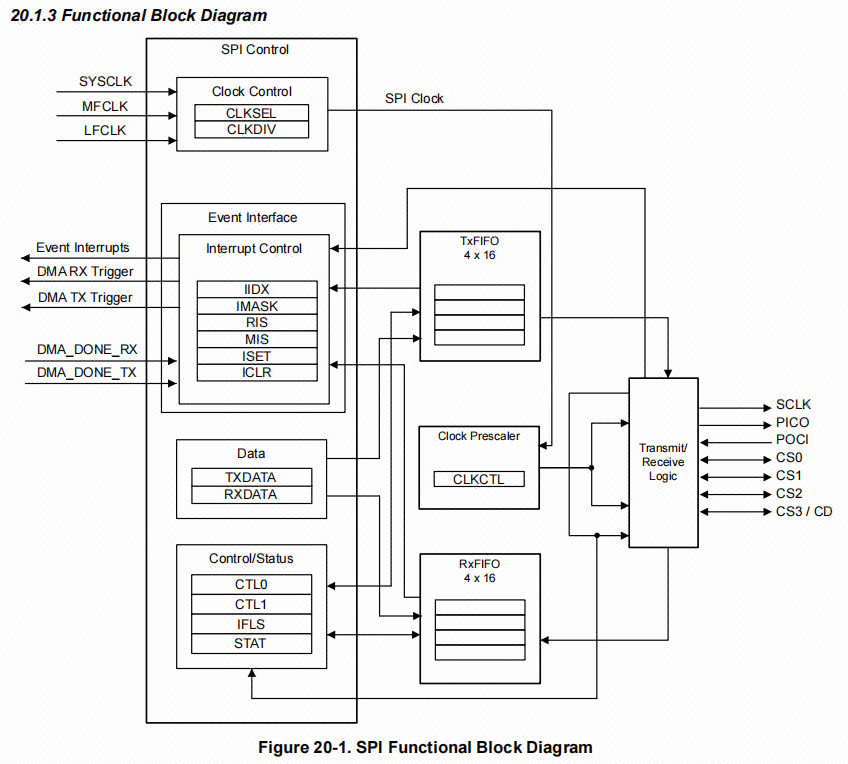 20.1.3 Functional Block Diagram
SPI Control
SYSCLK
MFCLK
LFCLK
Clock Control
CLKSEL
CLKDIV
SPI Clock
Event Interface
Interrupt Control
IIDX
IMASK
RIS
MIS
ISET
ICLR
Event Interrupts
DMA RX Trigger
DMA TX Trigger
DMA_DONE_RX
DMA_DONE_TX
TxFIFO
4 x 16
Data
TXDATA
RXDATA
Clock Prescaler
CLKCTL
Transmit/
Receive
Logic
SCLK
PICO
POCI
CS0
CS1
CS2
CS3 / CD
Control/Status
CTL0
CTL1
IFLS
STAT
RxFIFO
4 x 16
Figure 20-1. SPI Functional Block Diagram